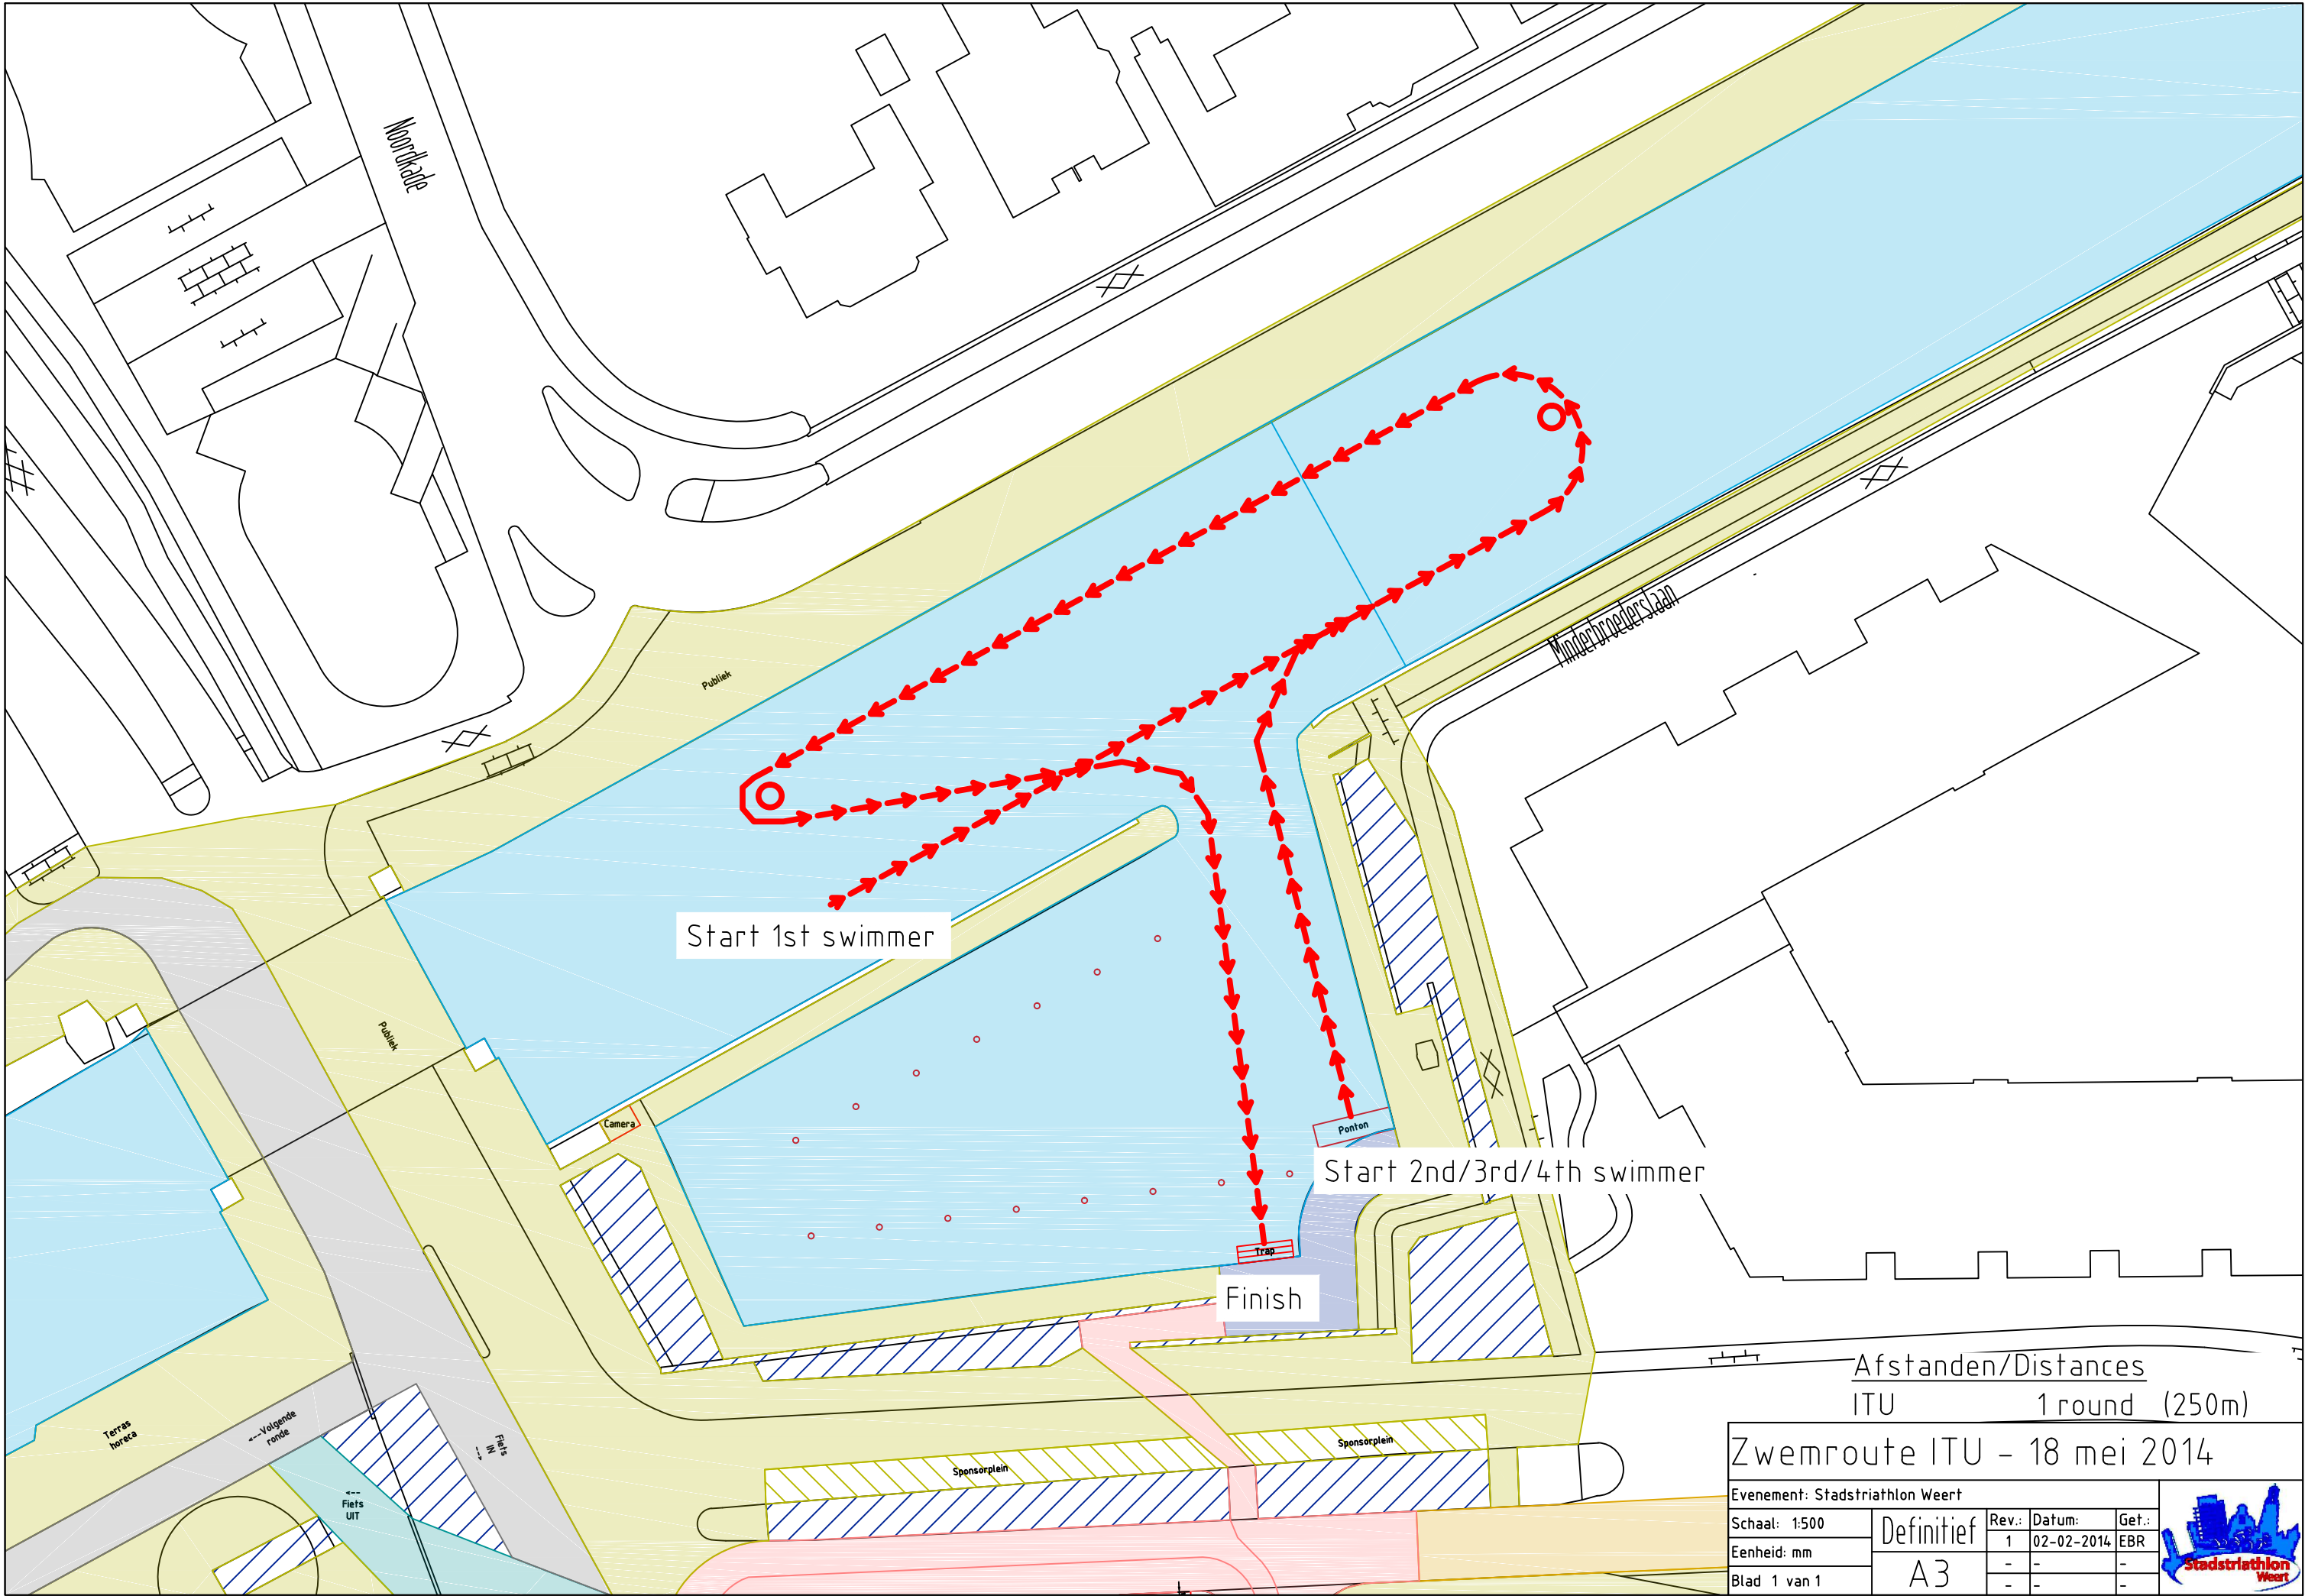 Noordkade
Minderbroederslaan
Publiek
Start 1st swimmer
Publiek
Camera
Ponton
Start 2nd/3rd/4th swimmer
Trap
Finish
Afstanden/Distances
ITU 1 round (250m)
Terras
horeca
<---Volgende
ronde
Fiets
IN
--->
<---
Fiets
UIT
Sponsorplein
Sponsorplein
Zwemroute ITU - 18 mei 2014
Evenement: Stadstriathlon Weert
Schaal: 1:500
Eenheid: mm
Blad 1 van 1
Definitief
A3
Rev.: Datum: Get.:
1 02-02-2014 EBR
- - -
- - -
Stadstriathlon
Weert